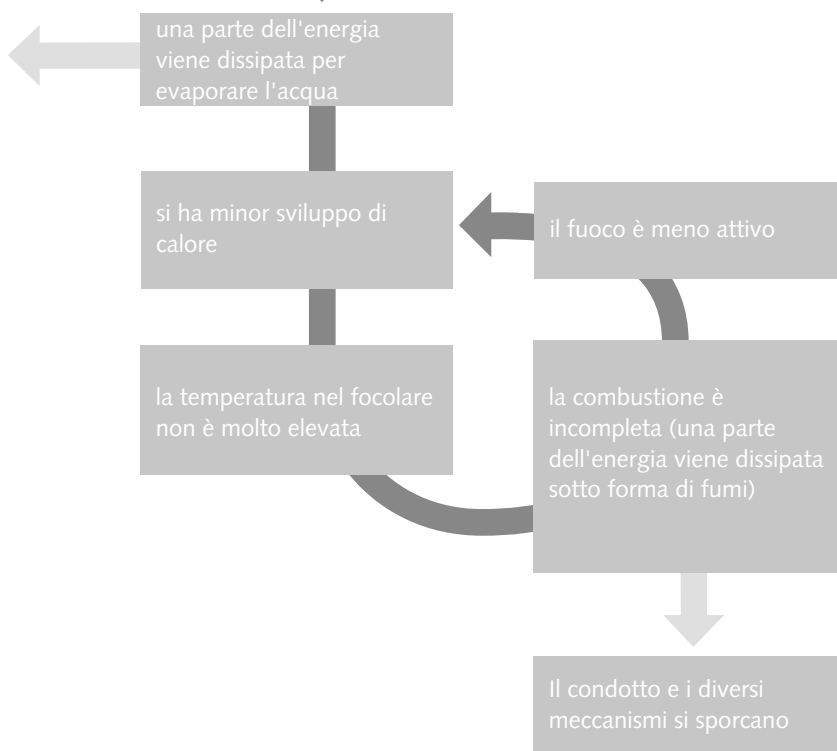 una parte dell'energia
viene dissipata per
evaporare l'acqua
si ha minor sviluppo di
calore
il fuoco è meno attivo
la temperatura nel focolare
non è molto elevata
la combustione è
incompleta (una parte
dell'energia viene dissipata
sotto forma di fumi)
Il condotto e i diversi
meccanismi si sporcano